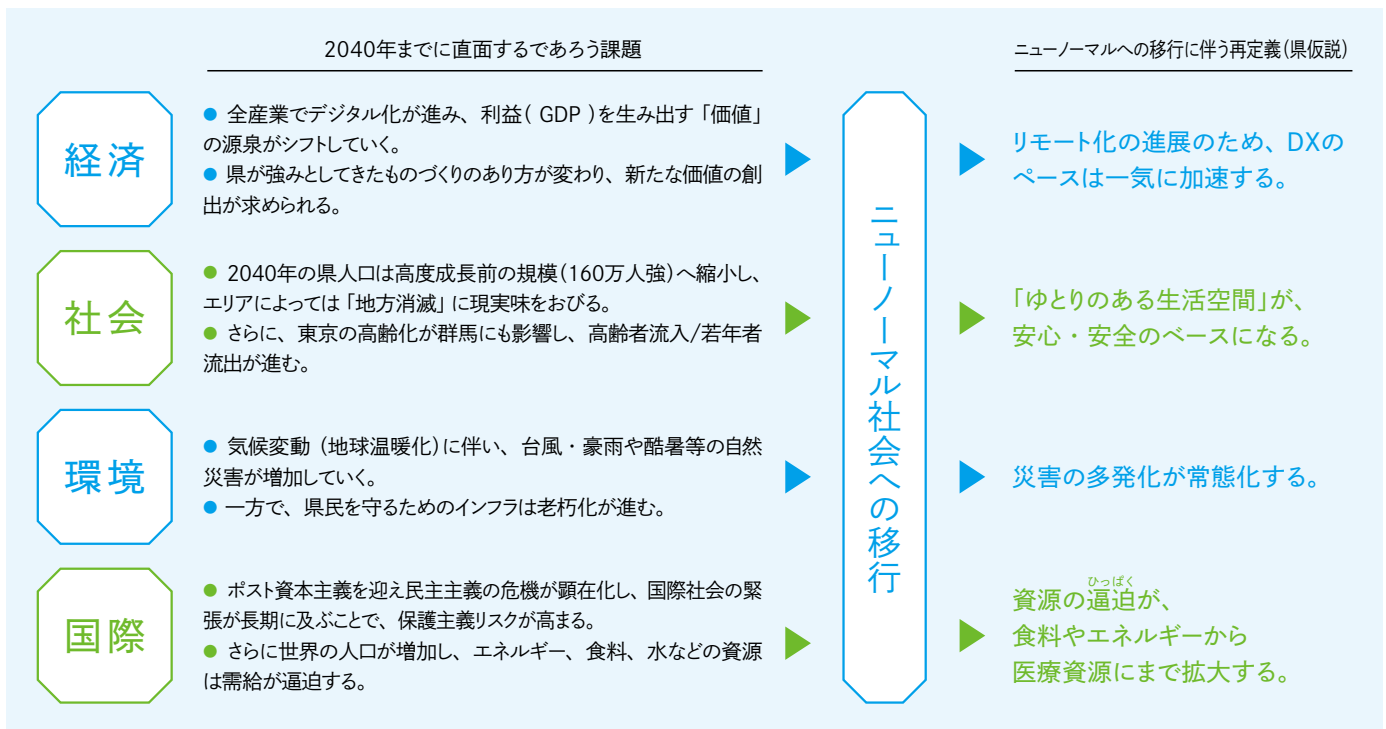 2040年までに直面するであろう課題
ニューノーマルへの移行に伴う再定義(県仮説)
経済
● 全産業でデジタル化が進み、利益( GDP )を生み出す「価値」
の源泉がシフトしていく。
● 県が強みとしてきたものづくりのあり方が変わり、新たな価値の創
出が求められる。
リモート化の進展のため、DXの
ペースは一気に加速する。
社会
● 2040年の県人口は高度成長前の規模(160万人強)へ縮小し、
エリアによっては「地方消滅」に現実味をおびる。
● さらに、東京の高齢化が群馬にも影響し、高齢者流入/若年者
流出が進む。
「ゆとりのある生活空間」が、
安心・安全のベースになる。
環境
● 気候変動 (地球温暖化)に伴い、台風・豪雨や酷暑等の自然
災害が増加していく。
● 一方で、県民を守るためのインフラは老朽化が進む。
災害の多発化が常態化する。
国際
● ポスト資本主義を迎え民主主義の危機が顕在化し、国際社会の緊
張が長期に及ぶことで、保護主義リスクが高まる。
● さらに世界の人口が増加し、エネルギー、食料、水などの資源
は需給が逼迫する。
ニューノーマル社会への移行
ひっぱく
資源の逼迫が、
食料やエネルギーから
医療資源にまで拡大する。